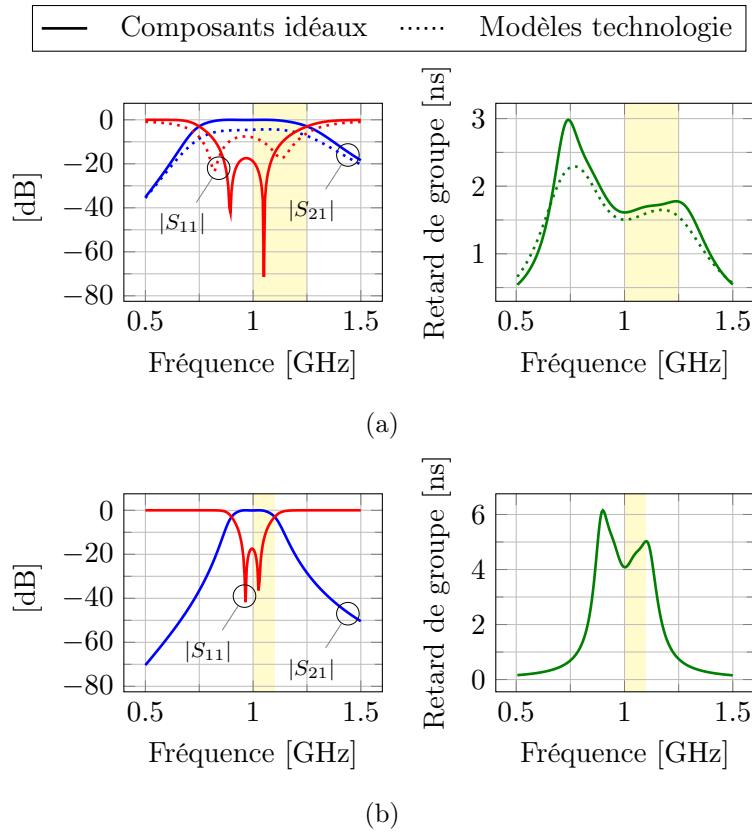 Composants idéaux Modèles technologie
0
−20
−40
−60
−80
[dB]
|S11|
|S21|
0.5 1 1.5
Fréquence [GHz]
3
2
1
Retard de groupe [ns]
0.5 1 1.5
Fréquence [GHz]
(a)
0
−20
−40
−60
−80
[dB]
|S11|
|S21|
0.5 1 1.5
Fréquence [GHz]
6
4
2
0
Retard de groupe [ns]
0.5 1 1.5
Fréquence [GHz]
(b)